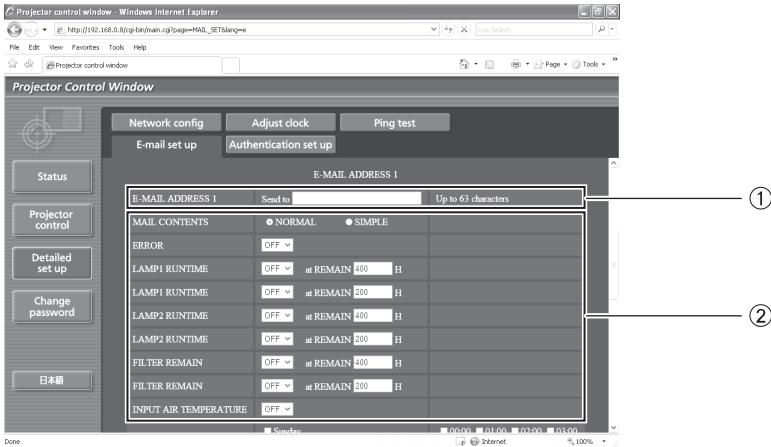 Projector control window - Windows Internet Explorer
http://192.168.0.8/cgi-bin/main.cgi?page=MAIL_SET&lang=e
Live Search
File Edit View Favorites Tools Help
Projector control window
Page Tools »
Projector Control Window
Network config Adjust clock Ping test
E-mail set up Authentication set up
Status
Projector control
Detailed set up
Change password
日本語
E-MAIL ADDRESS 1
E-MAIL ADDRESS 1 Send to Up to 63 characters
①
MAIL CONTENTS NORMAL SIMPLE
ERROR OFF
LAMP1 RUNTIME OFF at REMAIN 400 H
LAMP1 RUNTIME OFF at REMAIN 200 H
LAMP2 RUNTIME OFF at REMAIN 400 H
②
LAMP2 RUNTIME OFF at REMAIN 200 H
FILTER REMAIN OFF at REMAIN 400 H
FILTER REMAIN OFF at REMAIN 200 H
INPUT AIR TEMPERATURE OFF
Sunday 00:00 01:00 02:00 03:00
Done Internet 100%